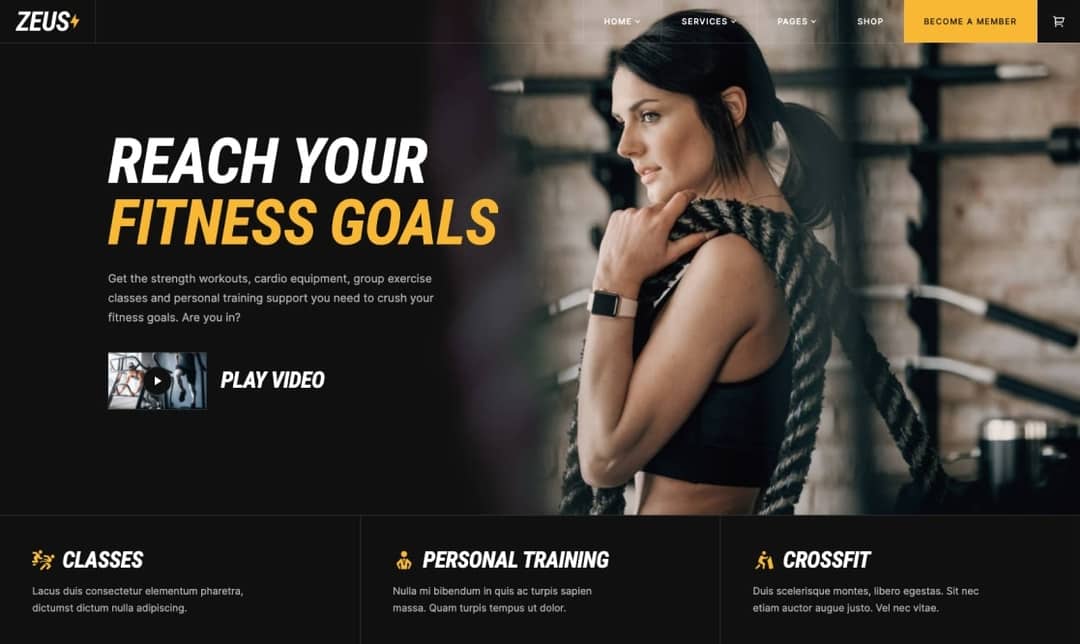 ZEUS
HOME
SERVICES
PAGES
SHOP
BECOME A MEMBER
REACH YOUR
FITNESS GOALS
Get the strength workouts, cardio equipment, group exercise
classes and personal training support you need to crush your
fitness goals. Are you in?
PLAY VIDEO
CLASSES
Lacus duis consectetur elementum pharetra,
dictumst dictum nulla adipiscing.
PERSONAL TRAINING
Nulla mi bibendum in quis ac turpis sapien
massa. Quam turpis tempus ut dolor.
CROSSFIT
Duis scelerisque montes, libero egestas. Sit nec
etiam auctor augue justo. Vel nec vitae.